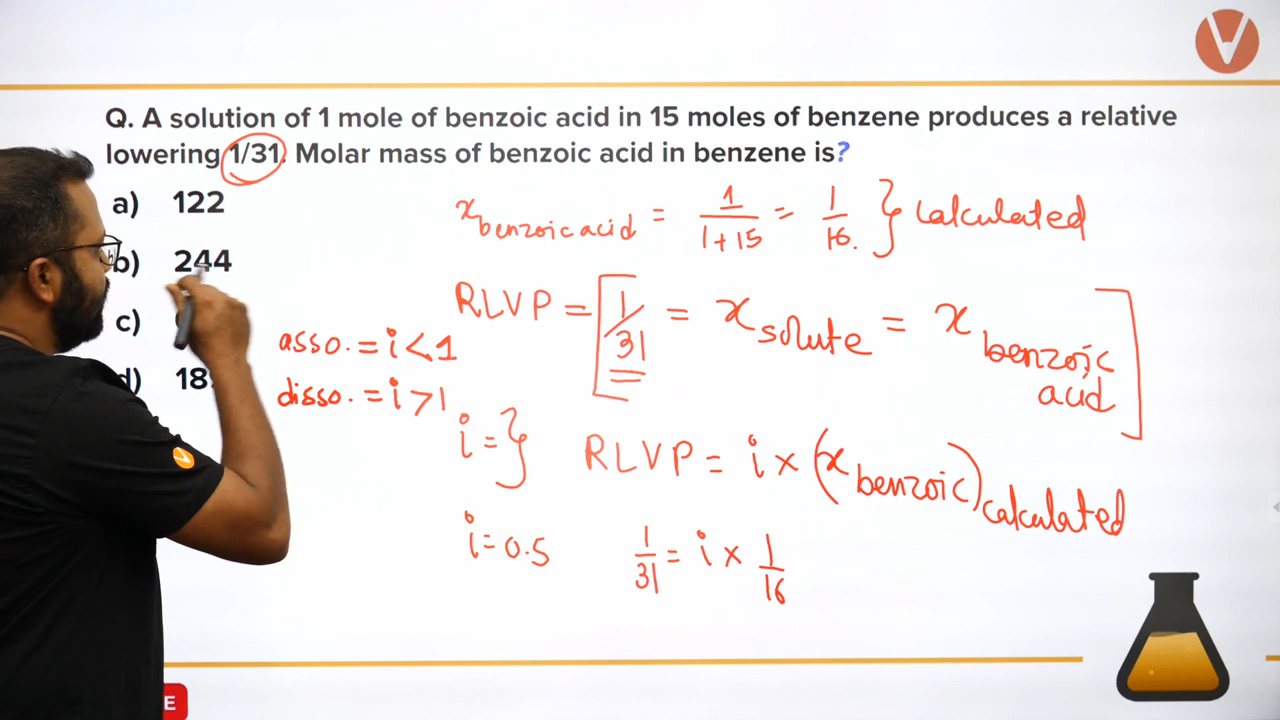 Q. A solution of 1 mole of benzoic acid in 15 moles of benzene produces a relative
lowering 1/31. Molar mass of benzoic acid in benzene is?
a) 122
b) 244
c)
d) 18
x benzoic acid = 1/(1+15) = 1/16. } calculated
RLVP = [1/31 = x solute = x benzoic acid]
asso. = i < 1
disso. = i > 1
i = }
RLVP = i × (x benzoic) calculated
i = 0.5
1/31 = i × 1/16
E